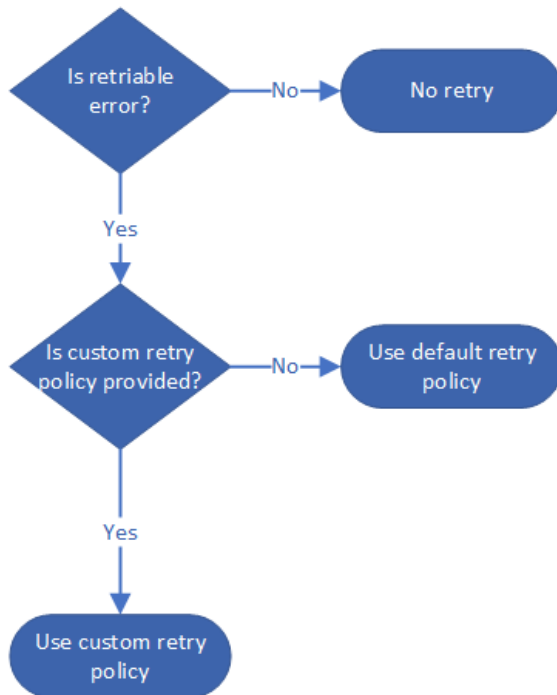 Is retriable
error?
No
No retry
Yes
Is custom retry
policy provided?
No
Use default retry
policy
Yes
Use custom retry
policy